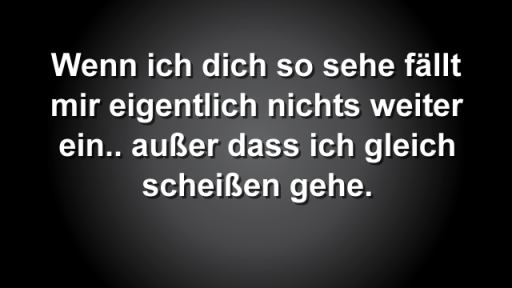 Wenn ich dich so sehe fällt
mir eigentlich nichts weiter
ein.. außer dass ich gleich
scheißen gehe.